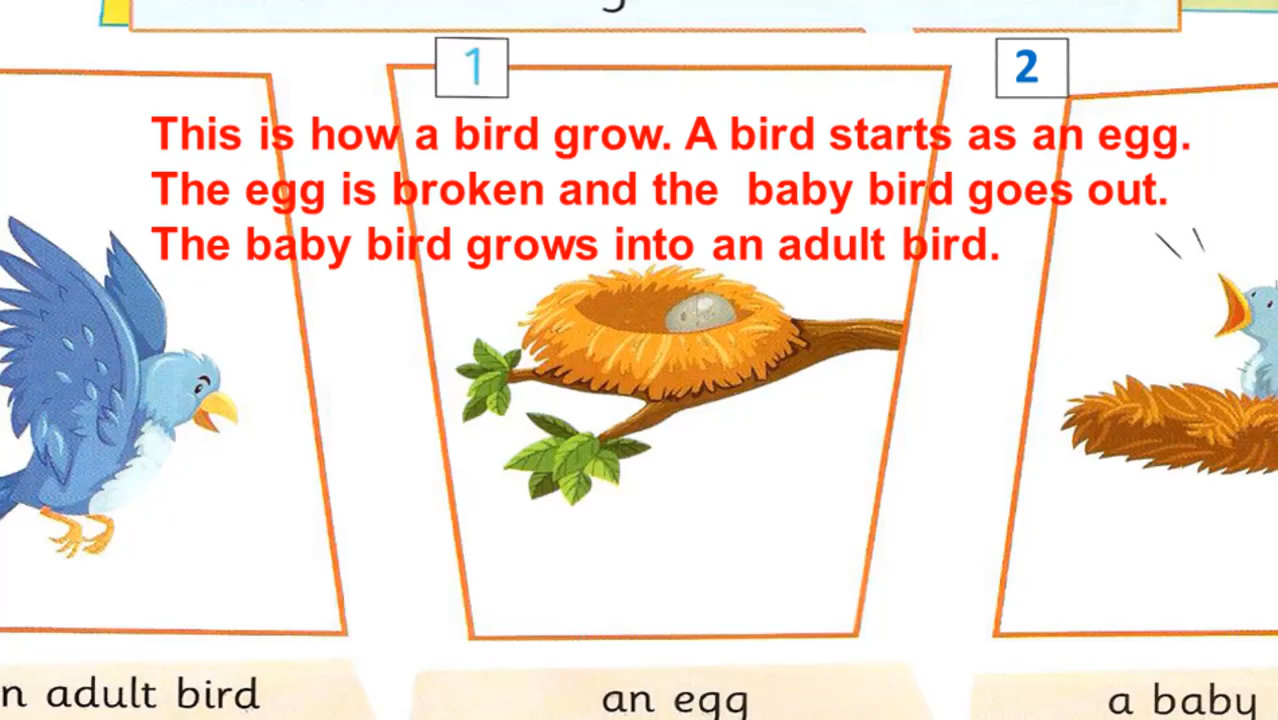 1
2
This is how a bird grow. A bird starts as an egg.
The egg is broken and the baby bird goes out.
The baby bird grows into an adult bird.
n adult bird
an egg
a baby